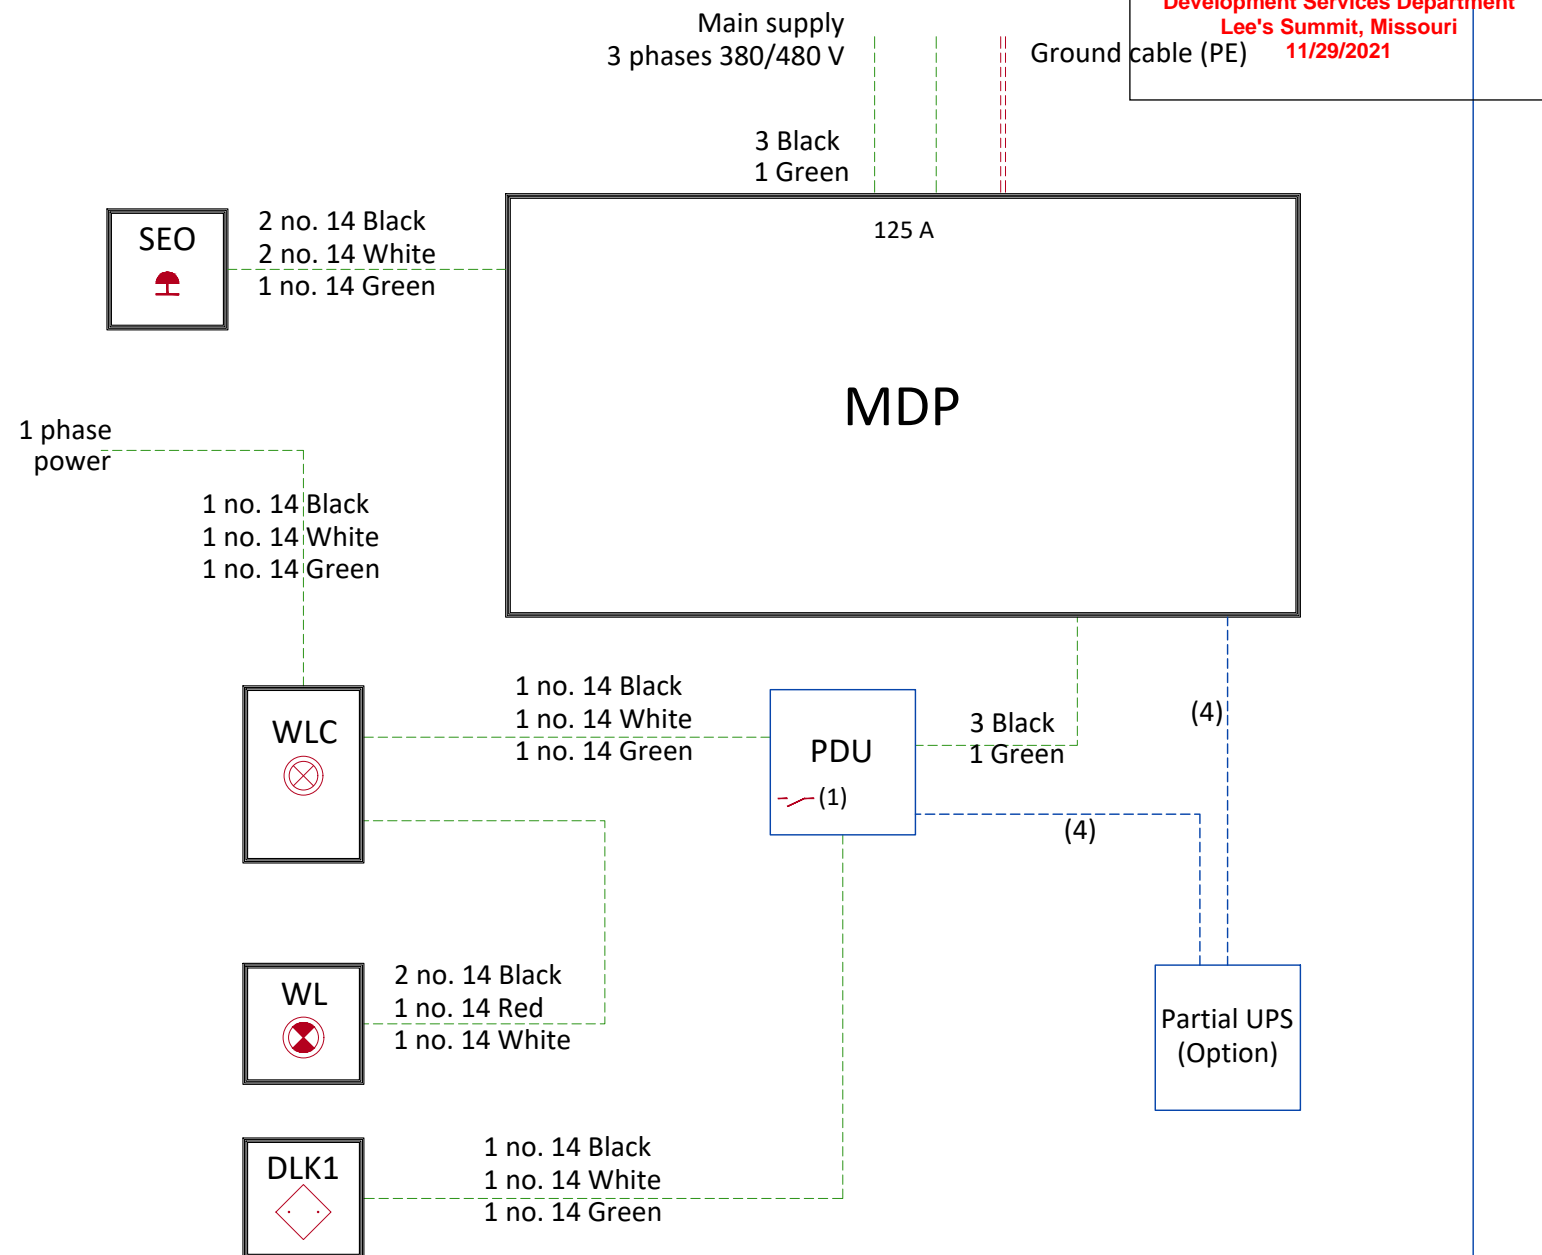 Development Services Department
Lee's Summit, Missouri
11/29/2021
Main supply
3 phases 380/480 V
Ground cable (PE)
3 Black
1 Green
125 A
SEO
2 no. 14 Black
2 no. 14 White
1 no. 14 Green
MDP
1 phase
power
1 no. 14 Black
1 no. 14 White
1 no. 14 Green
WLC
1 no. 14 Black
1 no. 14 White
1 no. 14 Green
PDU
(1)
3 Black
1 Green
(4)
(4)
WL
2 no. 14 Black
1 no. 14 Red
1 no. 14 White
Partial UPS
(Option)
DLK1
1 no. 14 Black
1 no. 14 White
1 no. 14 Green